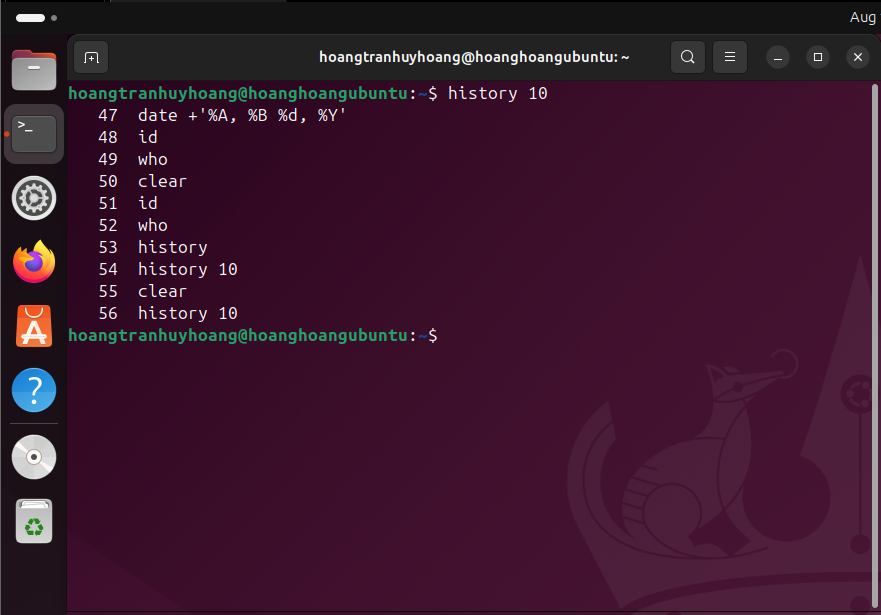 Aug
hoangtranhuyhoang@hoanghoangubuntu: ~
hoangtranhuyhoang@hoanghoangubuntu:~$ history 10
47 date +'%A, %B %d, %Y'
48 id
49 who
50 clear
51 id
52 who
53 history
54 history 10
55 clear
56 history 10
hoangtranhuyhoang@hoanghoangubuntu:~$